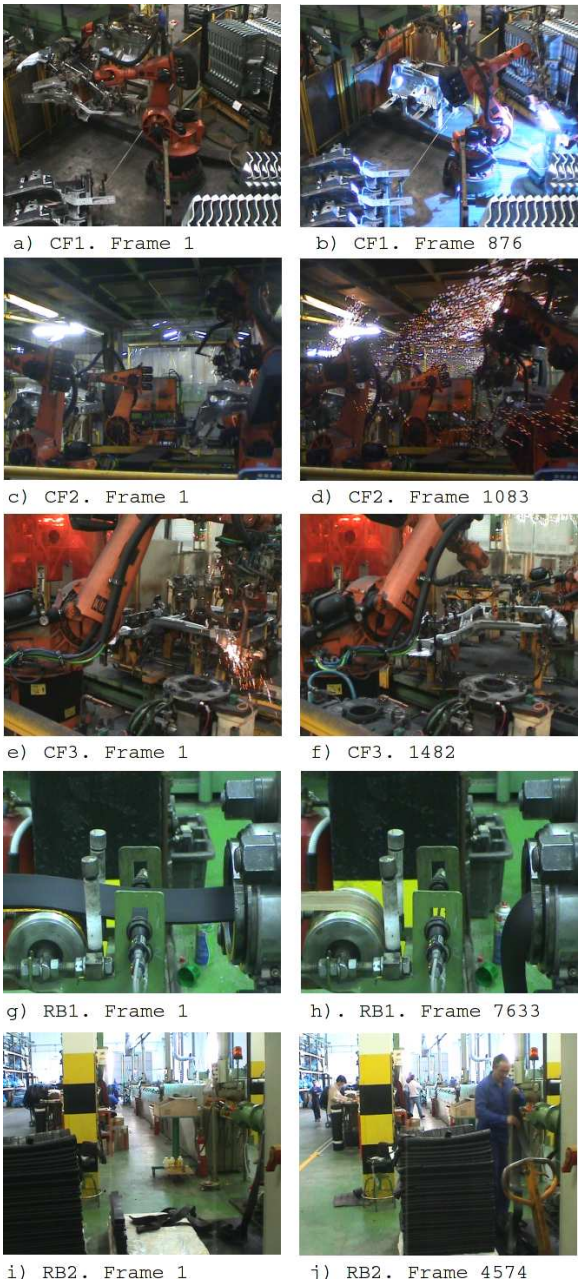 a) CF1. Frame 1
b) CF1. Frame 876
c) CF2. Frame 1
d) CF2. Frame 1083
e) CF3. Frame 1
f) CF3. 1482
g) RB1. Frame 1
h). RB1. Frame 7633
i) RB2. Frame 1
j) RB2. Frame 4574